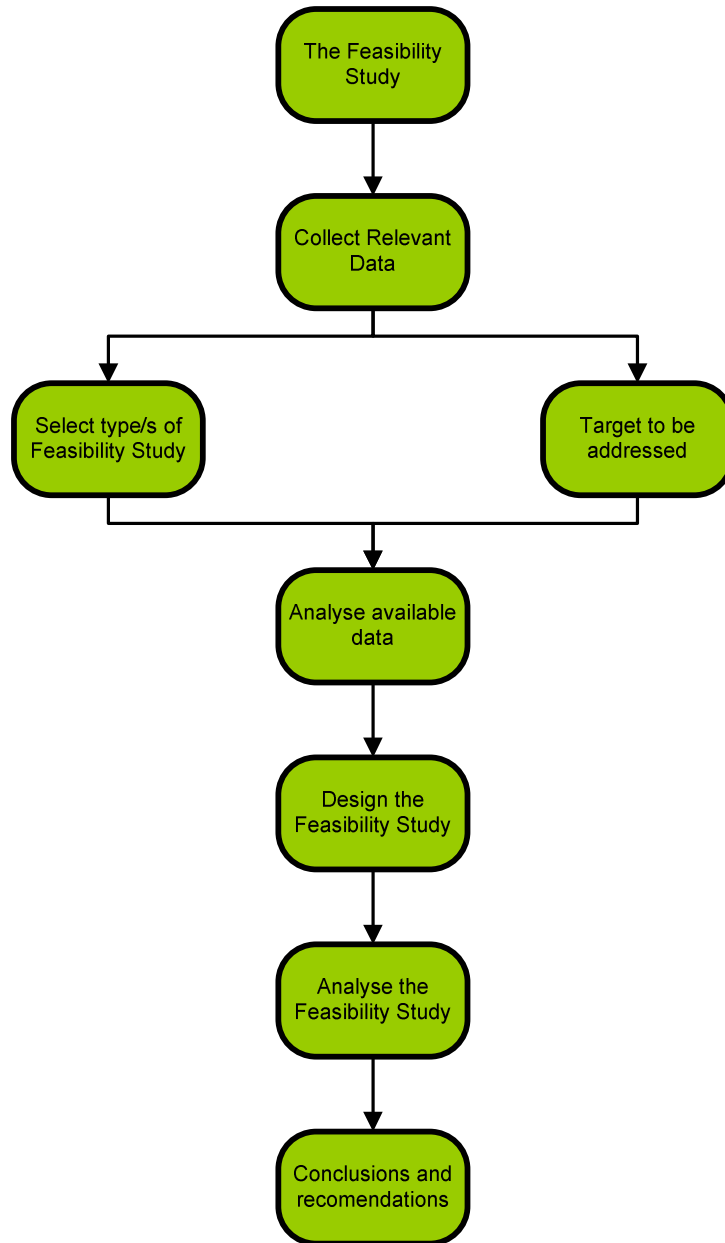 The Feasibility
Study
Collect Relevant
Data
Select type/s of
Feasibility Study
Target to be
addressed
Analyse available
data
Design the
Feasibility Study
Analyse the
Feasibility Study
Conclusions and
recomendations